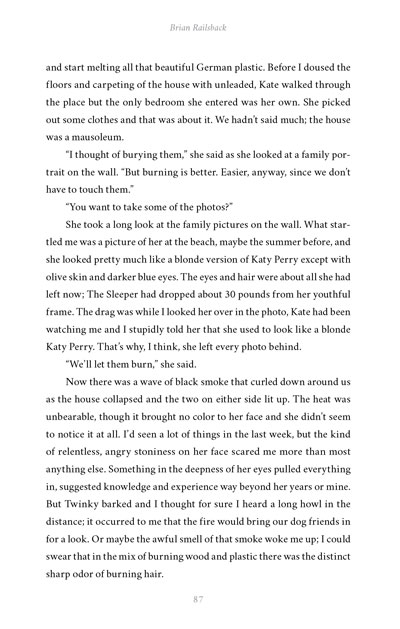 Brian Railsback
and start melting all that beautiful German plastic. Before I doused the
floors and carpeting of the house with unleaded, Kate walked through
the place but the only bedroom she entered was her own. She picked
out some clothes and that was about it. We hadn’t said much; the house
was a mausoleum.
“I thought of burying them,” she said as she looked at a family por-
trait on the wall. “But burning is better. Easier, anyway, since we don’t
have to touch them.”
“You want to take some of the photos?”
She took a long look at the family pictures on the wall. What star-
tled me was a picture of her at the beach, maybe the summer before, and
she looked pretty much like a blonde version of Katy Perry except with
olive skin and darker blue eyes. The eyes and hair were about all she had
left now; The Sleeper had dropped about 30 pounds from her youthful
frame. The drag was while I looked her over in the photo, Kate had been
watching me and I stupidly told her that she used to look like a blonde
Katy Perry. That’s why, I think, she left every photo behind.
“We’ll let them burn,” she said.
Now there was a wave of black smoke that curled down around us
as the house collapsed and the two on either side lit up. The heat was
unbearable, though it brought no color to her face and she didn’t seem
to notice it at all. I’d seen a lot of things in the last week, but the kind
of relentless, angry stoniness on her face scared me more than most
anything else. Something in the deepness of her eyes pulled everything
in, suggested knowledge and experience way beyond her years or mine.
But Twinky barked and I thought for sure I heard a long howl in the
distance; it occurred to me that the fire would bring our dog friends in
for a look. Or maybe the awful smell of that smoke woke me up; I could
swear that in the mix of burning wood and plastic there was the distinct
sharp odor of burning hair.
87